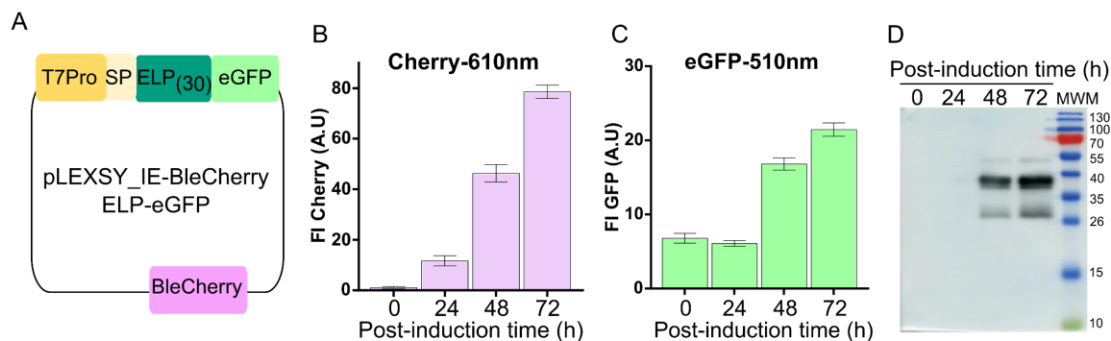 A
T7Pro SP ELP(30) eGFP
pLEXSY_IE-BleCherry
ELP-eGFP
BleCherry
B
Cherry-610nm
FI Cherry (A.U)
80
60
40
20
0
0 24 48 72
Post-induction time (h)
C
eGFP-510nm
FI GFP (A.U)
30
20
10
0
0 24 48 72
Post-induction time (h)
D
Post-induction time (h)
0 24 48 72 MWM
130
100
70
55
40
35
26
15
10